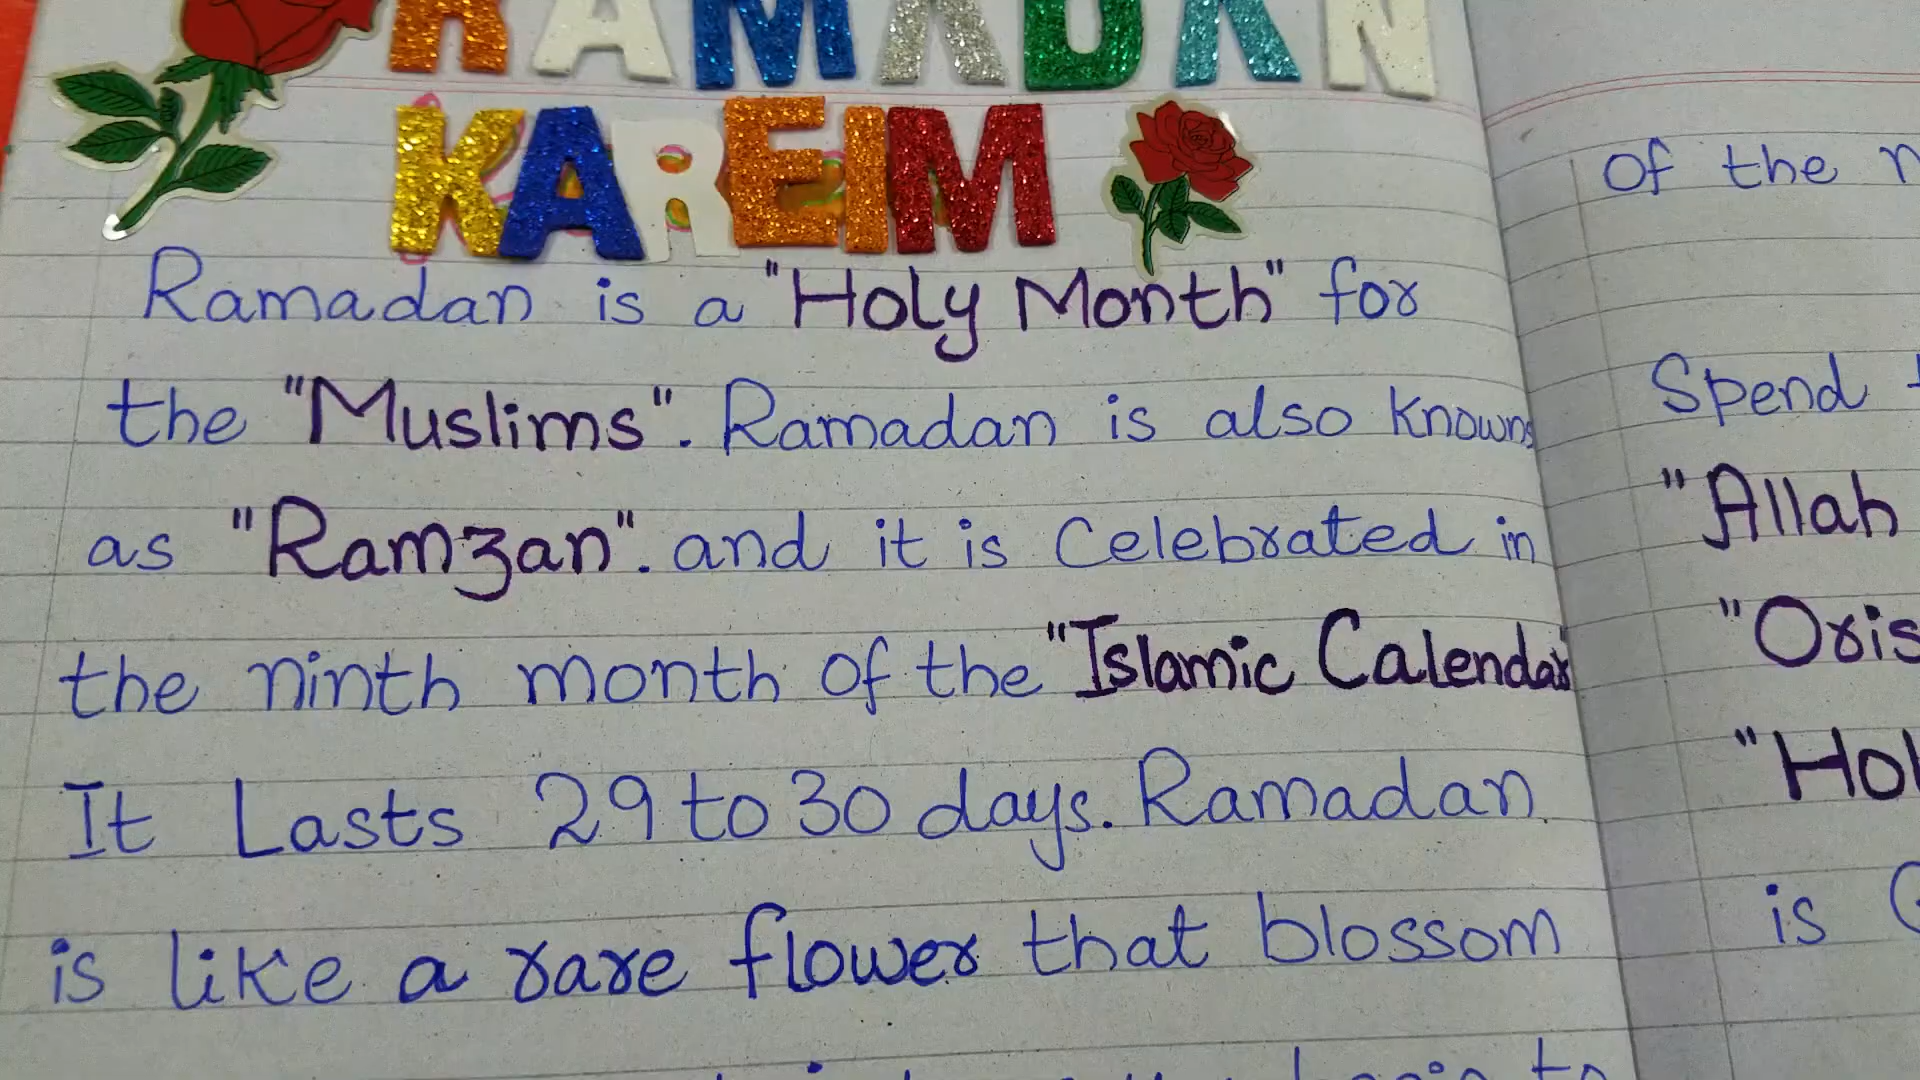 RAMADAN
KAREIM
Ramadan is a "Holy Month" for
the "Muslims". Ramadan is also Knowns
as "Ramzan". and it is Celebrated in
the ninth month of the "Islamic Calendar"
It Lasts 29 to 30 days. Ramadan
is like a rare flower that blossom
to
of the
Spend
"Allah
"Oris
"Hol
is